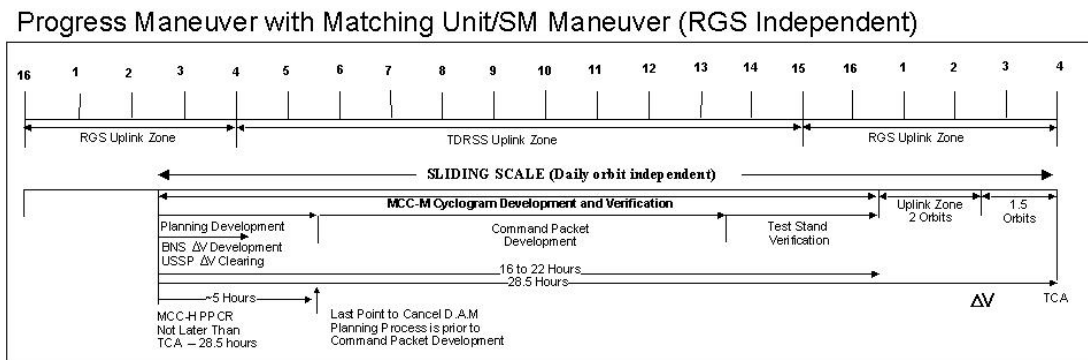 Progress Maneuver with Matching Unit/SM Maneuver (RGS Independent)
16 1 2 3 4 5 6 7 8 9 10 11 12 13 14 15 16 1 2 3 4
RGS Uplink Zone TDRSS Uplink Zone RGS Uplink Zone
SLIDING SCALE (Daily orbit independent)
MCC-M Cyclogram Development and Verification
Uplink Zone
2 Orbits
1.5
Orbits
Planning Development
BNS ΔV Development
USSP ΔV Clearing
Command Packet
Development
Test Stand
Verification
16 to 22 Hours
28.5 Hours
~5 Hours
ΔV
TCA
MCC-H PPCR
Not Later Than
TCA – 28.5 hours
Last Point to Cancel D.A.M
Planning Process is prior to
Command Packet Development